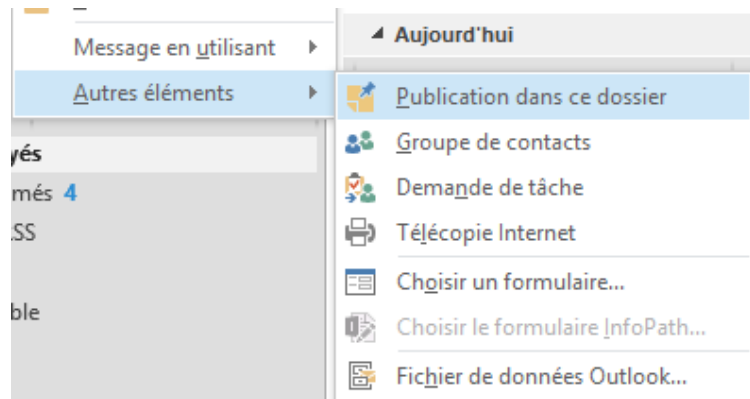 Message en utilisant
Aujourd'hui
Autres éléments
Publication dans ce dossier
Groupe de contacts
yés
més 4
Demande de tâche
SS
Télécopie Internet
Choisir un formulaire...
ble
Choisir le formulaire InfoPath...
Fichier de données Outlook...